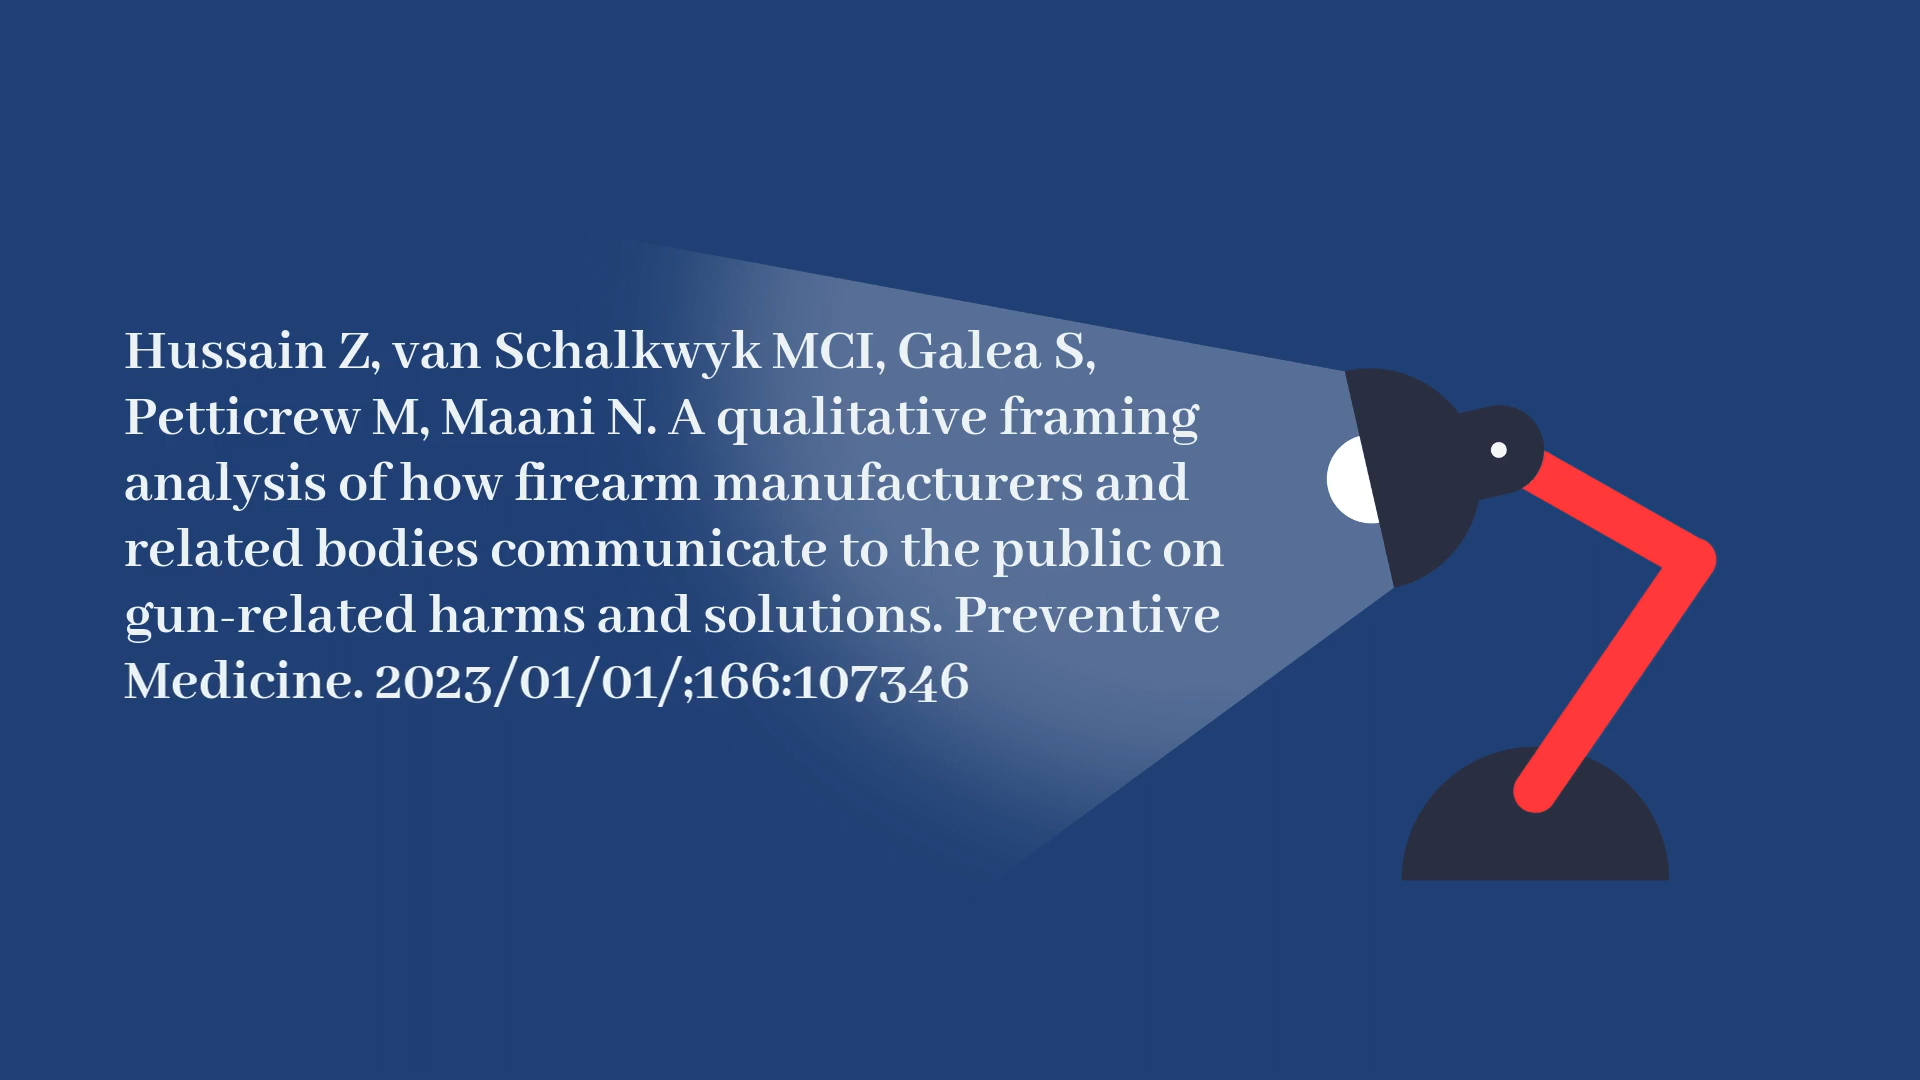 Hussain Z, van Schalkwyk MCI, Galea S,
Petticrew M, Maani N. A qualitative framing
analysis of how firearm manufacturers and
related bodies communicate to the public on
gun-related harms and solutions. Preventive
Medicine. 2023/01/01/;166:107346